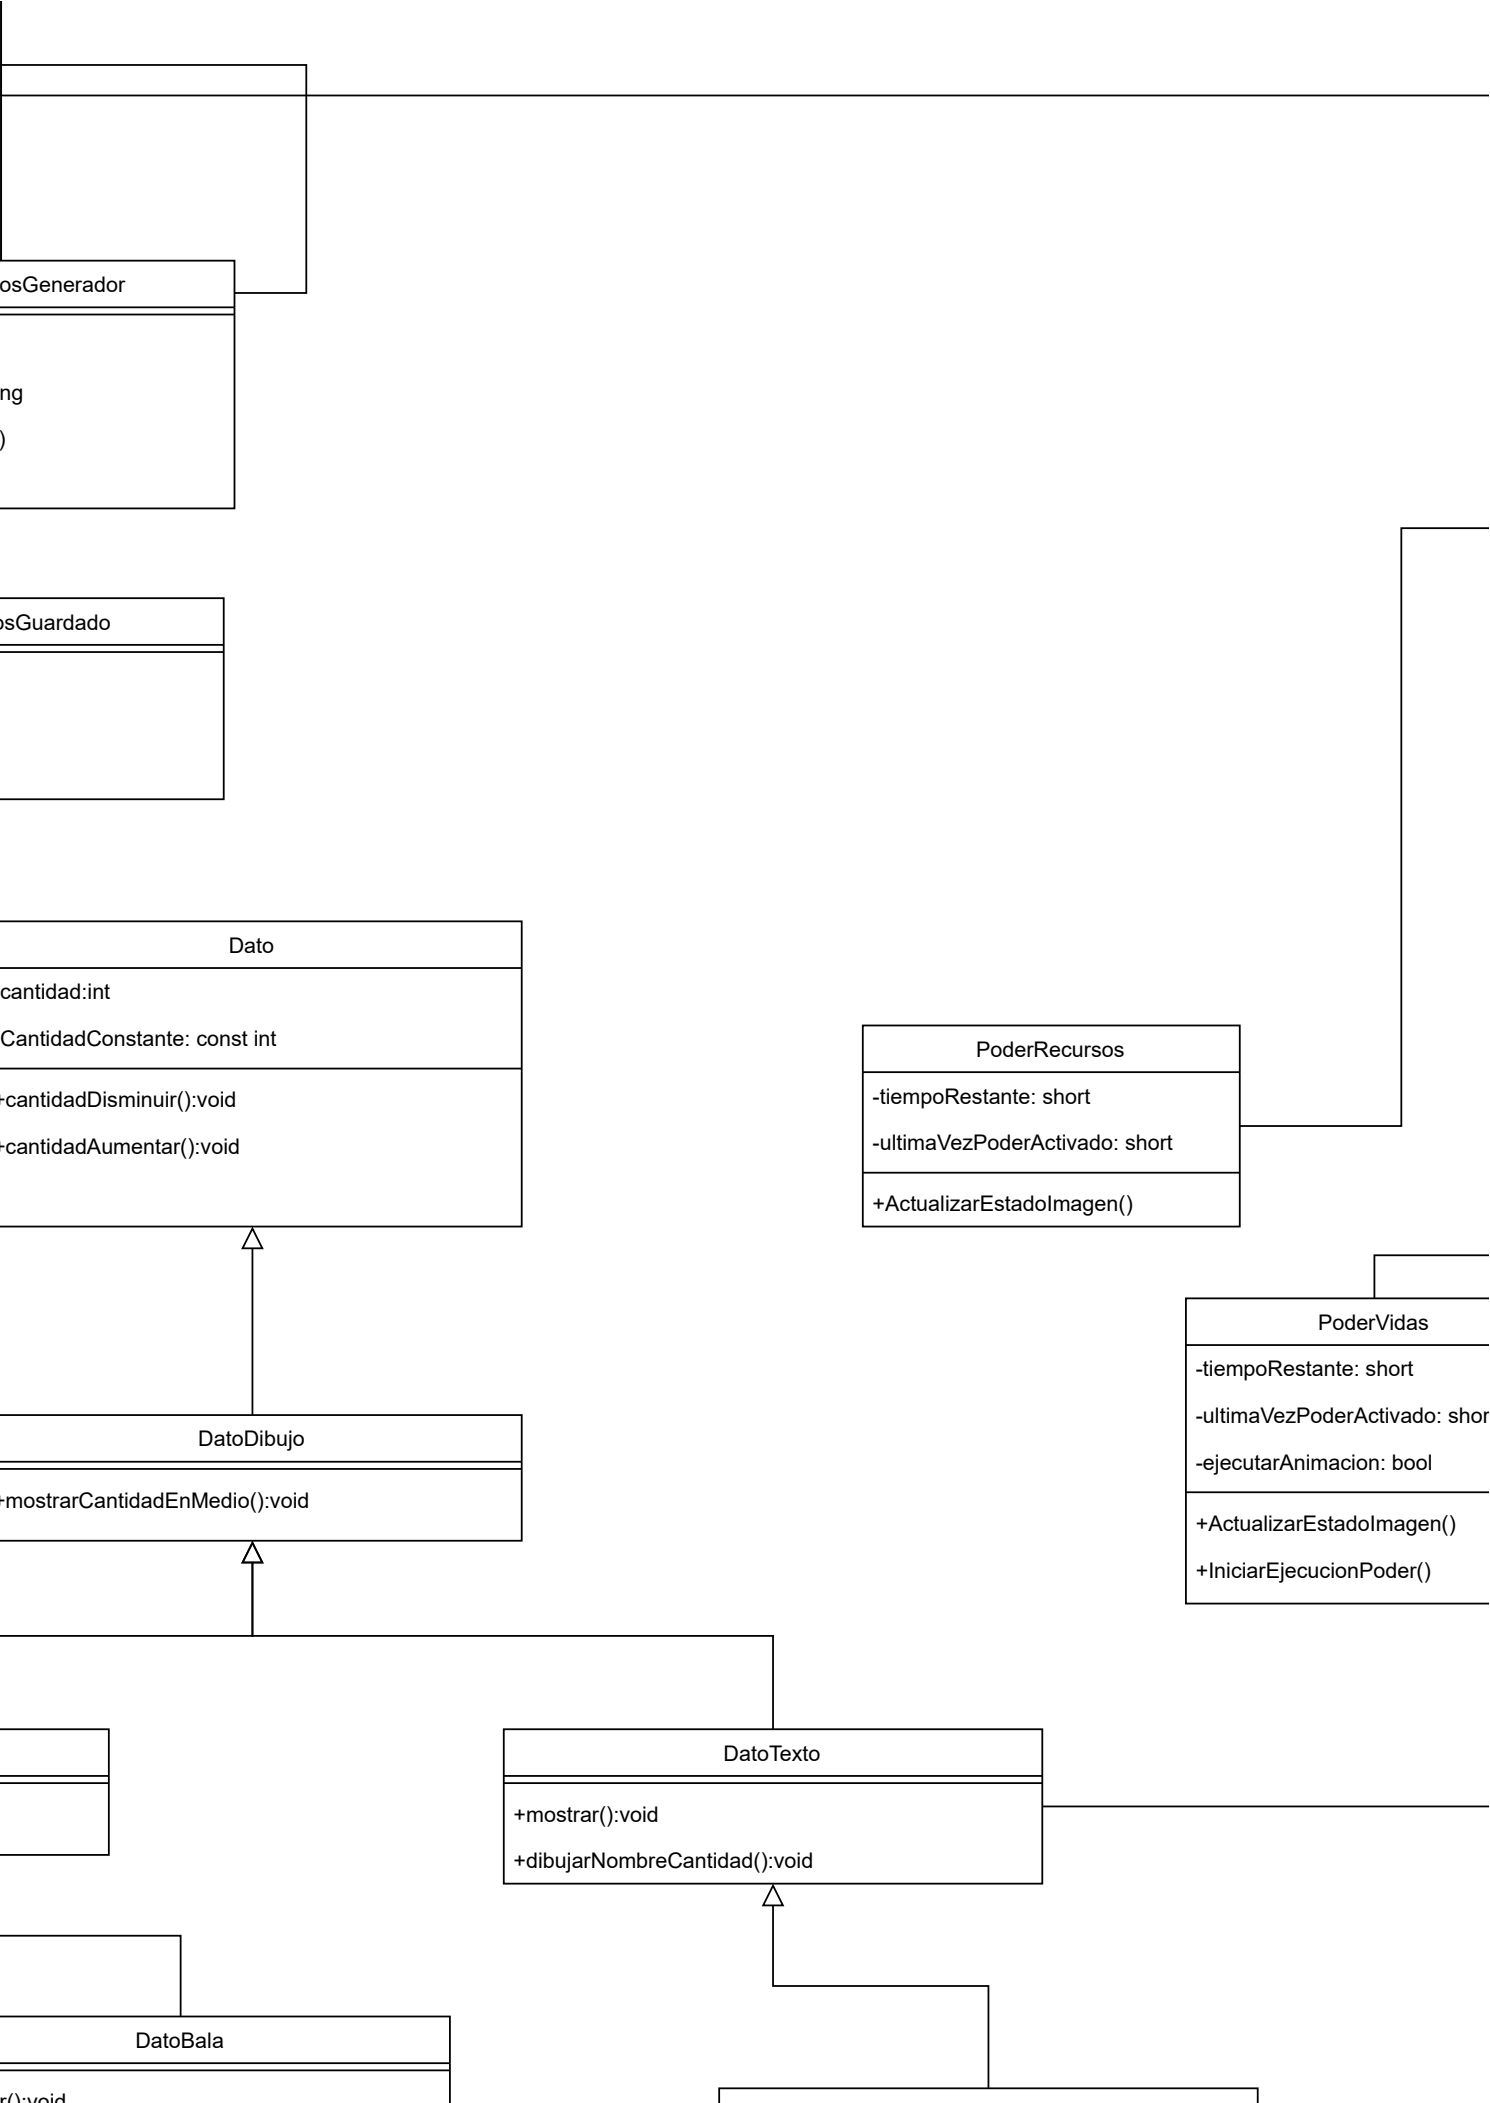 osGenerador
ng
)
osGuardado
Dato
cantidad:int
CantidadConstante: const int
+cantidadDisminuir():void
+cantidadAumentar():void
PoderRecursos
-tiempoRestante: short
-ultimaVezPoderActivado: short
+ActualizarEstadoImagen()
PoderVidas
-tiempoRestante: short
-ultimaVezPoderActivado: shor
-ejecutarAnimacion: bool
+ActualizarEstadoImagen()
+IniciarEjecucionPoder()
DatoDibujo
+mostrarCantidadEnMedio():void
DatoTexto
+mostrar():void
+dibujarNombreCantidad():void
DatoBala
r():void